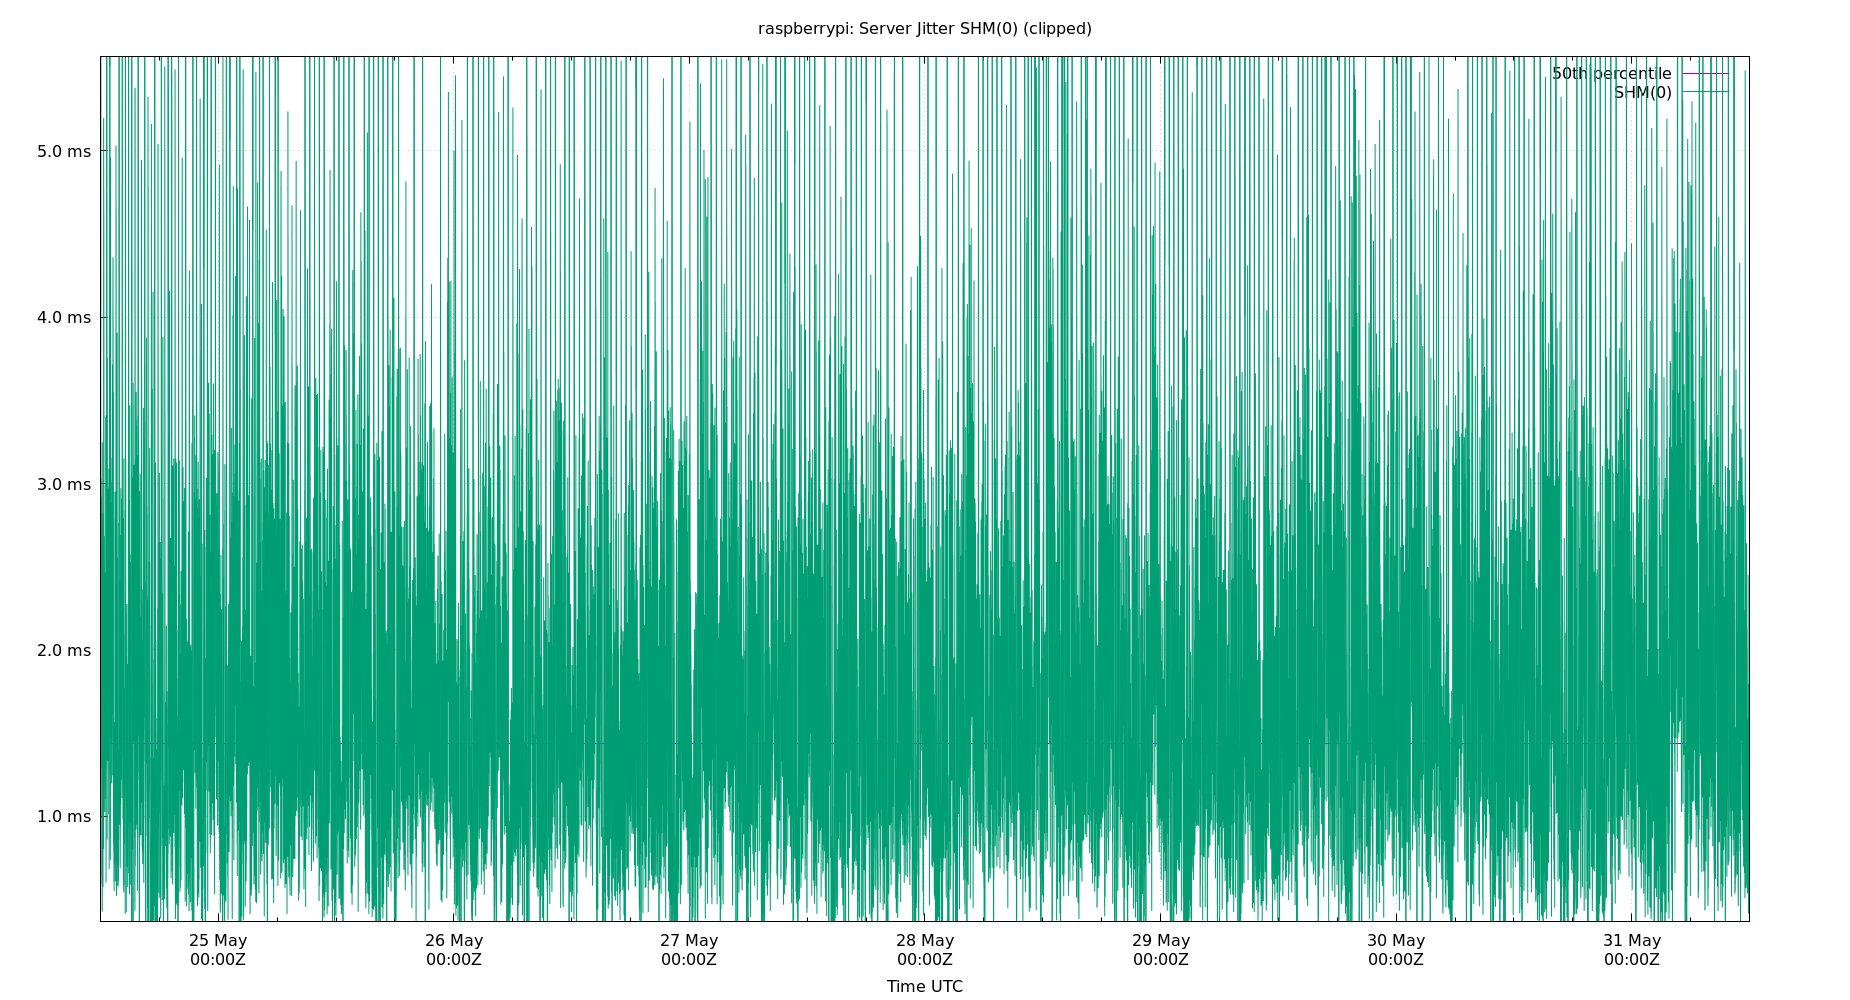 raspberrypi: Server Jitter SHM(0) (clipped)
50th percentile
SHM(0)
5.0 ms
4.0 ms
3.0 ms
2.0 ms
1.0 ms
25 May 26 May 27 May 28 May 29 May 30 May 31 May
00:00Z 00:00Z 00:00Z 00:00Z 00:00Z 00:00Z 00:00Z
Time UTC